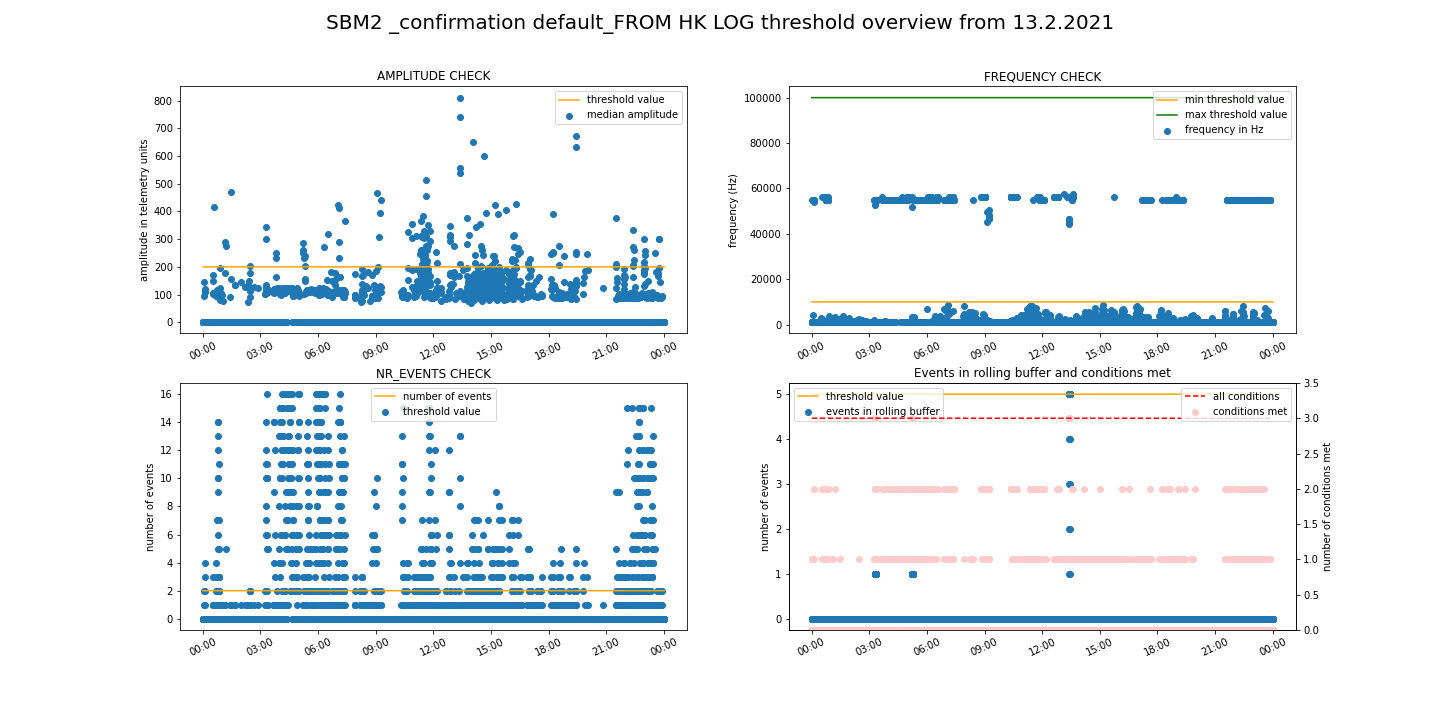 SBM2 _confirmation default_FROM HK LOG threshold overview from 13.2.2021
AMPLITUDE CHECK
amplitude in telemetry units
800
700
600
500
400
300
200
100
0
threshold value
median amplitude
00:00 03:00 06:00 09:00 12:00 15:00 18:00 21:00 00:00
FREQUENCY CHECK
frequency (Hz)
100000
80000
60000
40000
20000
0
min threshold value
max threshold value
frequency in Hz
00:00 03:00 06:00 09:00 12:00 15:00 18:00 21:00 00:00
NR_EVENTS CHECK
number of events
16
14
12
10
8
6
4
2
0
number of events
threshold value
00:00 03:00 06:00 09:00 12:00 15:00 18:00 21:00 00:00
Events in rolling buffer and conditions met
number of events
5
4
3
2
1
0
threshold value
events in rolling buffer
all conditions
conditions met
3.5
3.0
2.5
2.0
1.5
1.0
0.5
0.0
number of conditions met
00:00 03:00 06:00 09:00 12:00 15:00 18:00 21:00 00:00